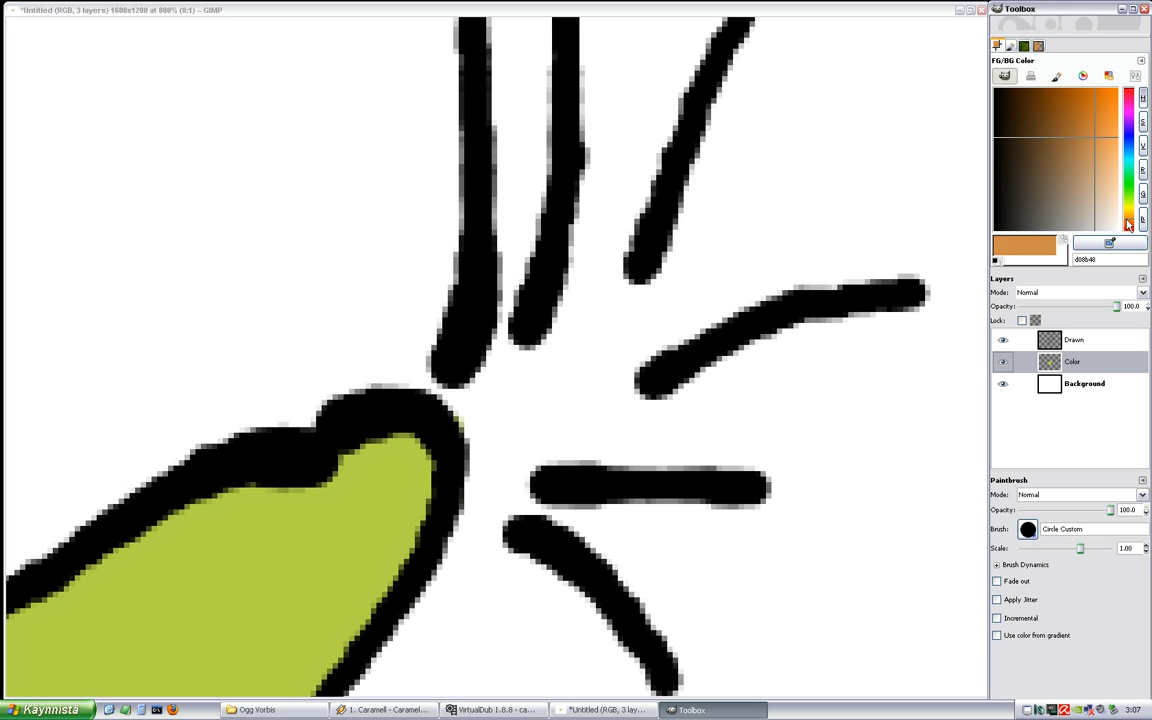 *Untitled (RGB, 3 layers) 1600x1200 at 800% (8:1) – GIMP
Toolbox
FG/BG Color
H
S
V
R
G
B
d08b48
Layers
Mode: Normal
Opacity: 100.0
Lock:
Drawn
Color
Background
Paintbrush
Mode: Normal
Opacity: 100.0
Brush: Circle Custom
Scale: 1.00
Brush Dynamics
Fade out
Apply Jitter
Incremental
Use color from gradient
Käynnistä
Ogg Vorbis
1. Caramell - Caramel...
VirtualDub 1.8.8 - ca...
*Untitled (RGB, 3 lay...
Toolbox
3:07